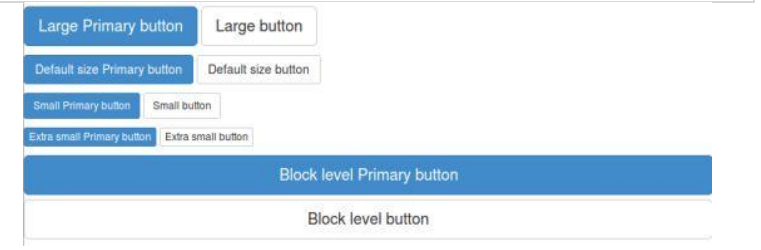 Large Primary button Large button
Default size Primary button Default size button
Small Primary button Small button
Extra small Primary button Extra small button
Block level Primary button
Block level button